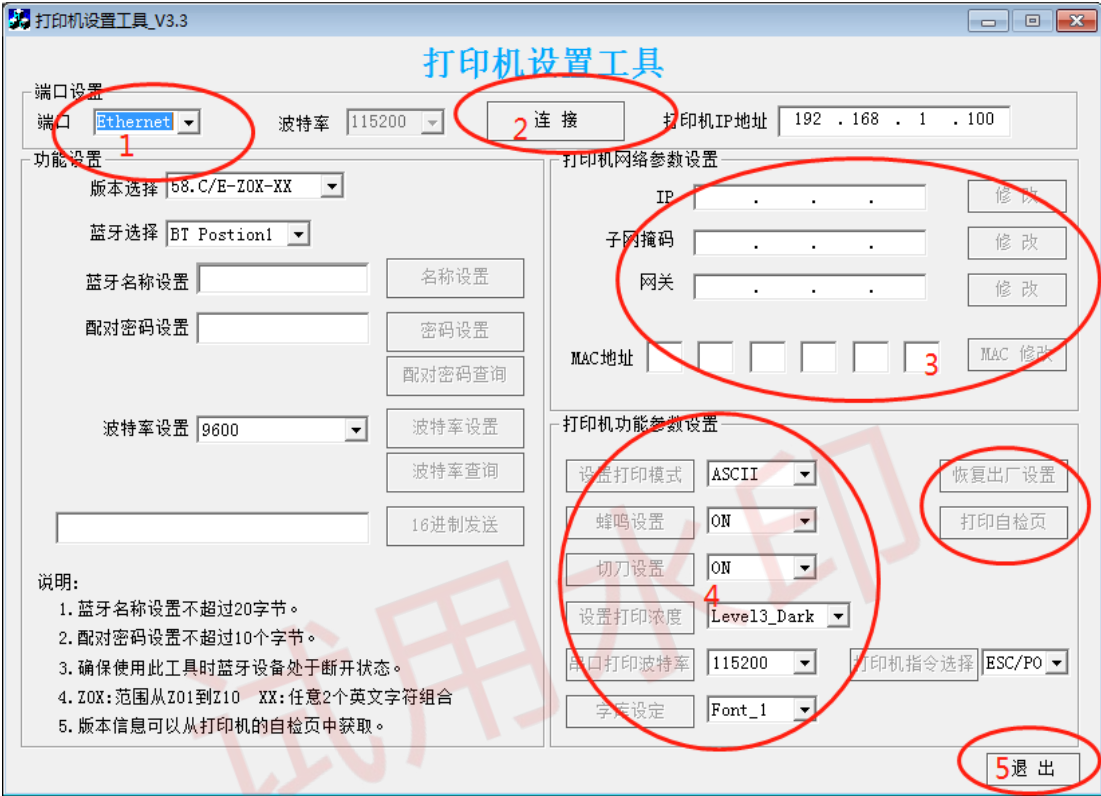 打印机设置工具_V3.3
打印机设置工具
端口设置
端口 Ethernet 波特率 115200 连 接 打印机IP地址 192 .168 . 1 .100
1
2
功能设置
版本选择 58.C/E-Z0X-XX
蓝牙选择 BT Postion1
蓝牙名称设置 名称设置
配对密码设置 密码设置
配对密码查询
波特率设置 9600 波特率设置
波特率查询
16进制发送
说明:
1.蓝牙名称设置不超过20字节。
2.配对密码设置不超过10个字节。
3.确保使用此工具时蓝牙设备处于断开状态。
4.Z0X:范围从Z01到Z10 XX:任意2个英文字符组合
5.版本信息可以从打印机的自检页中获取。
打印机网络参数设置
IP . . . 修 改
子网掩码 . . . 修 改
网关 . . . 修 改
MAC地址 MAC 修改
3
打印机功能参数设置
设置打印模式 ASCII 恢复出厂设置
蜂鸣设置 ON 打印自检页
切刀设置 ON
4
设置打印浓度 Level3_Dark
串口打印波特率 115200 打印机指令选择 ESC/PO
字库设定 Font_1
5 退 出
试用水印